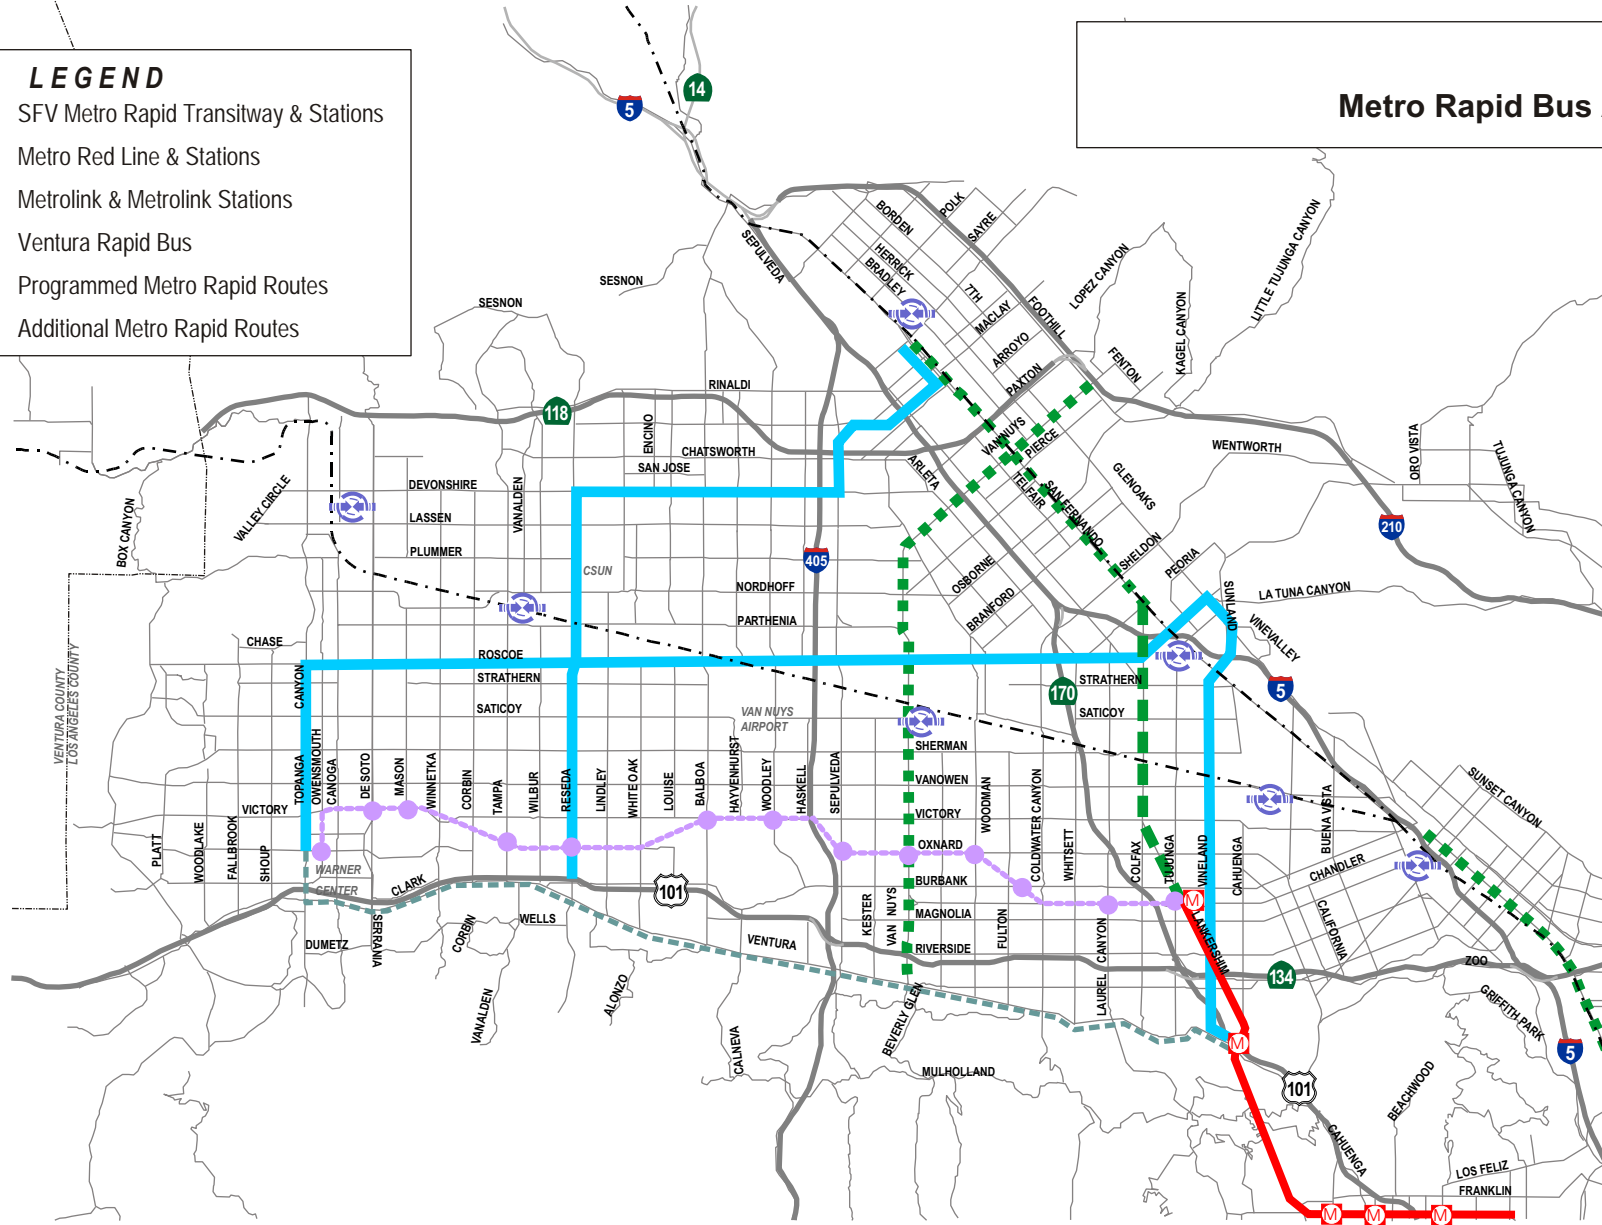 LEGEND
SFV Metro Rapid Transitway & Stations
Metro Red Line & Stations
Metrolink & Metrolink Stations
Ventura Rapid Bus
Programmed Metro Rapid Routes
Additional Metro Rapid Routes
Metro Rapid Bus
5
14
SEPULVEDA
BORDEN
POLK
SAYRE
HERRICK
BRADLEY
7TH
MACLAY
ARROYO
FOOTHILL
PAXTON
LOPEZ CANYON
KAGEL CANYON
LITTLE TUJUNGA CANYON
FENTON
SESNON
SESNON
RINALDI
118
ENCINO
CHATSWORTH
SAN JOSE
DEVONSHIRE
LASSEN
PLUMMER
VANALDEN
VALLEY CIRCLE
BOX CANYON
VAN NUYS
PIERCE
TELFAIR
SAN FERNANDO
ARLETA
GLENOAKS
WENTWORTH
ORO VISTA
TUJUNGA CANYON
210
405
CSUN
NORDHOFF
PARTHENIA
OSBORNE
BRANFORD
SHELDON
PEORIA
SUNLAND
LA TUNA CANYON
VINEVALLEY
CHASE
ROSCOE
STRATHERN
SATICOY
CANYON
VENTURA COUNTY
LOS ANGELES COUNTY
VAN NUYS
AIRPORT
170
STRATHERN
SATICOY
5
SHERMAN
VANOWEN
VICTORY
OXNARD
BURBANK
MAGNOLIA
RIVERSIDE
VICTORY
PLATT
WOODLAKE
FALLBROOK
SHOUP
TOPANGA
OWENSMOUTH
CANOGA
DE SOTO
MASON
WINNETKA
CORBIN
TAMPA
WILBUR
RESEDA
LINDLEY
WHITE OAK
LOUISE
BALBOA
HAYVENHURST
WOODLEY
HASKELL
SEPULVEDA
KESTER
VAN NUYS
WOODMAN
FULTON
COLDWATER CANYON
WHITSETT
LAUREL CANYON
COLFAX
TUJUNGA
VINELAND
CAHUENGA
LANKERSHIM
BUENA VISTA
CHANDLER
CALIFORNIA
SUNSET CANYON
WARNER
CENTER
CLARK
101
WELLS
DUMETZ
SERRANIA
CORBIN
VANALDEN
ALONZO
VENTURA
CALNEVA
BEVERLY GLEN
MULHOLLAND
M
M
134
ZOO
GRIFFITH PARK
5
101
BEACHWOOD
CAHUENGA
LOS FELIZ
FRANKLIN
M
M
M